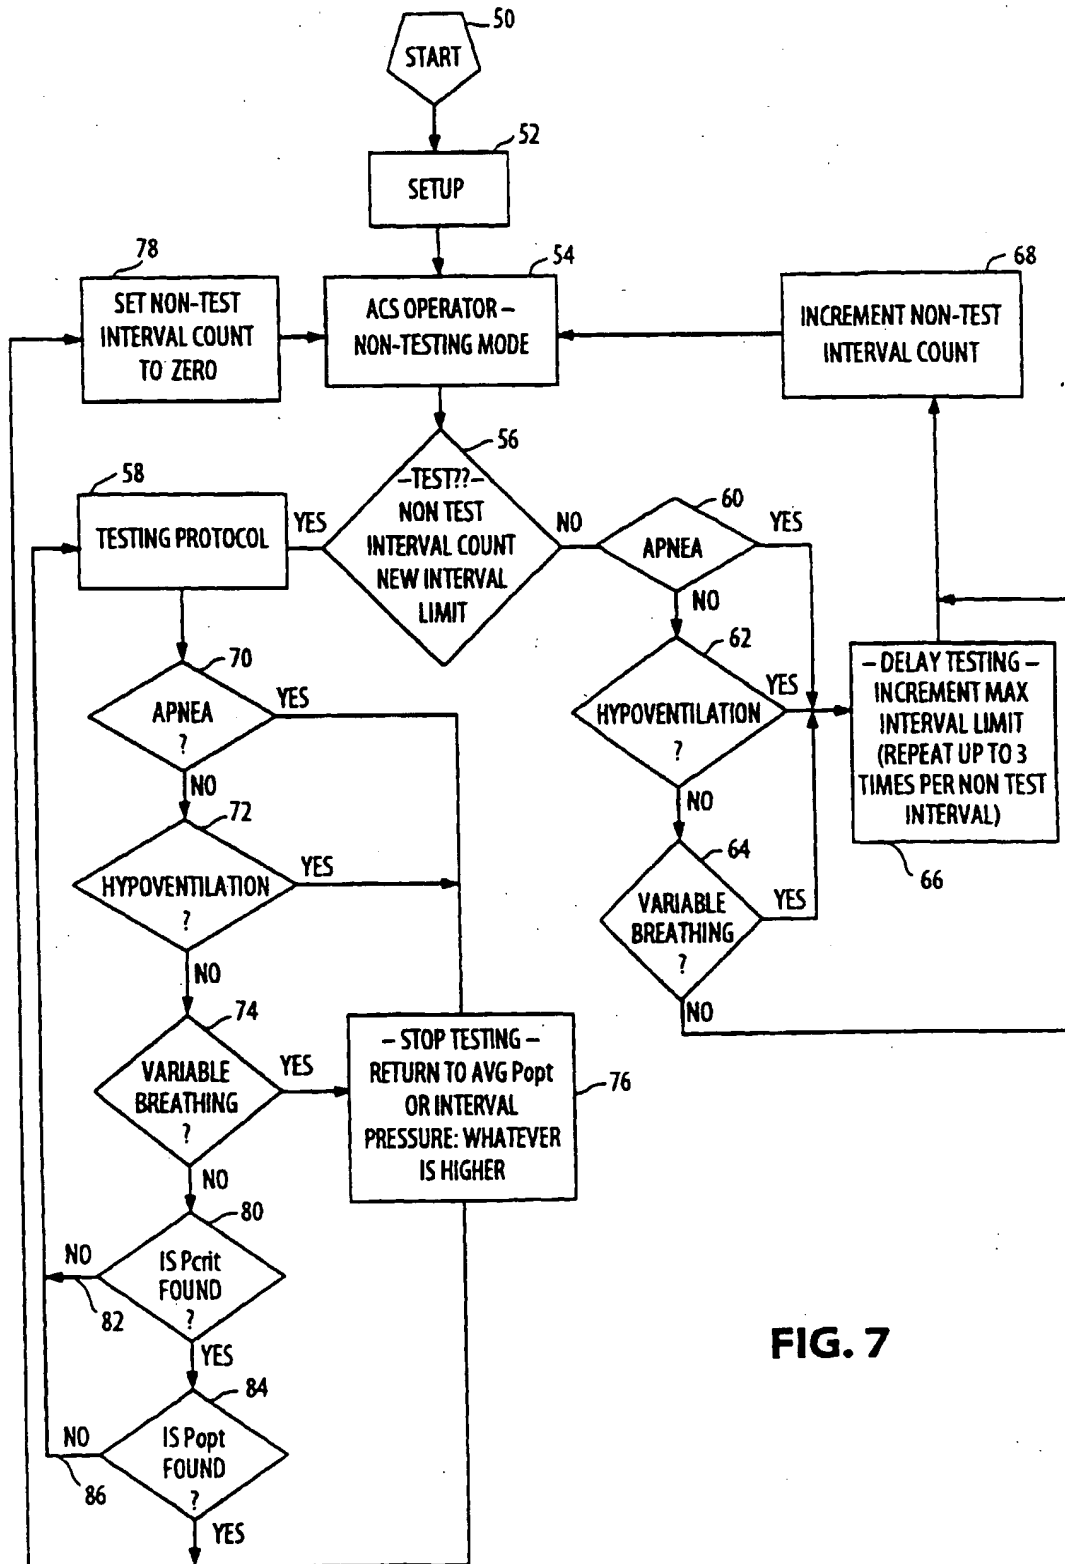 50
START
52
SETUP
78
SET NON-TEST
INTERVAL COUNT
TO ZERO
54
ACS OPERATOR –
NON-TESTING MODE
68
INCREMENT NON-TEST
INTERVAL COUNT
56
–TEST??–
NON TEST
INTERVAL COUNT
NEW INTERVAL
LIMIT
YES
NO
58
TESTING PROTOCOL
60
APNEA
YES
NO
62
HYPOVENTILATION
?
YES
NO
64
VARIABLE
BREATHING
?
YES
NO
– DELAY TESTING –
INCREMENT MAX
INTERVAL LIMIT
(REPEAT UP TO 3
TIMES PER NON TEST
INTERVAL)
66
70
APNEA
?
YES
NO
72
HYPOVENTILATION
?
YES
NO
74
VARIABLE
BREATHING
?
YES
NO
– STOP TESTING –
RETURN TO AVG Popt
OR INTERVAL
PRESSURE: WHATEVER
IS HIGHER
76
80
IS Pcrit
FOUND
?
NO
82
YES
84
IS Popt
FOUND
?
NO
86
YES
FIG. 7